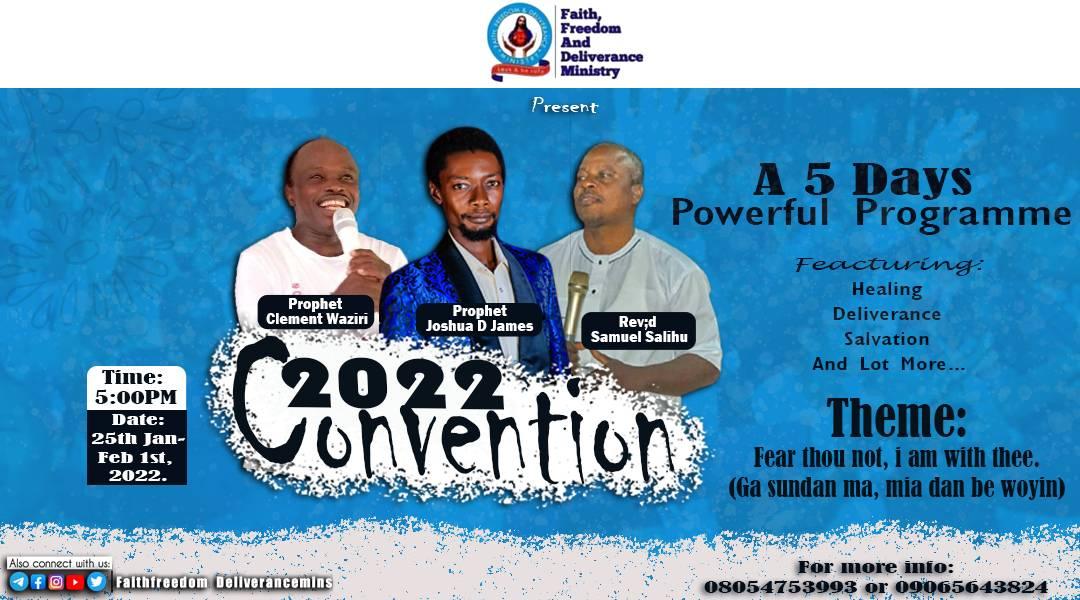 Faith,
Freedom
And
Deliverance
Ministry
Present
A 5 Days
Powerful Programme
Feacturing:
Healing
Deliverance
Salvation
And Lot More...
Prophet
Clement Waziri
Prophet
Joshua D James
Rev;d
Samuel Salihu
2022
Convention
Time:
5:00PM
Date:
25th Jan-
Feb 1st,
2022.
Theme:
Fear thou not, i am with thee.
(Ga sundan ma, mia dan be woyin)
Also connect with us:
Faithfreedom Deliverancemins
For more info:
08054753993 or 09065643824